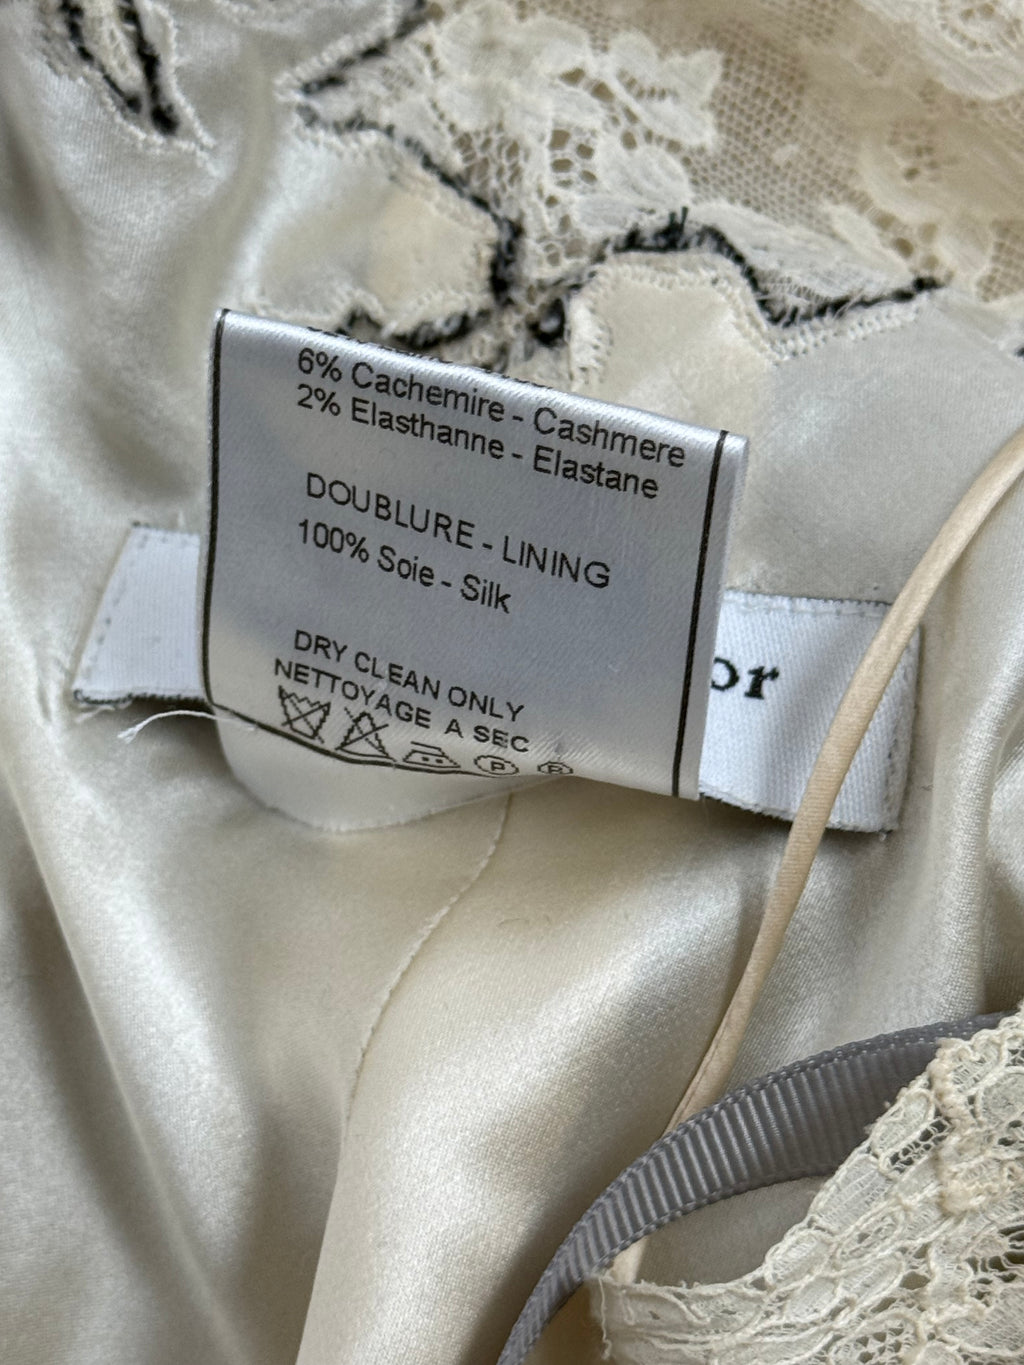 6% Cachemire - Cashmere
2% Elasthanne - Elastane
DOUBLURE - LINING
100% Soie - Silk
DRY CLEAN ONLY
NETTOYAGE A SEC
P
or